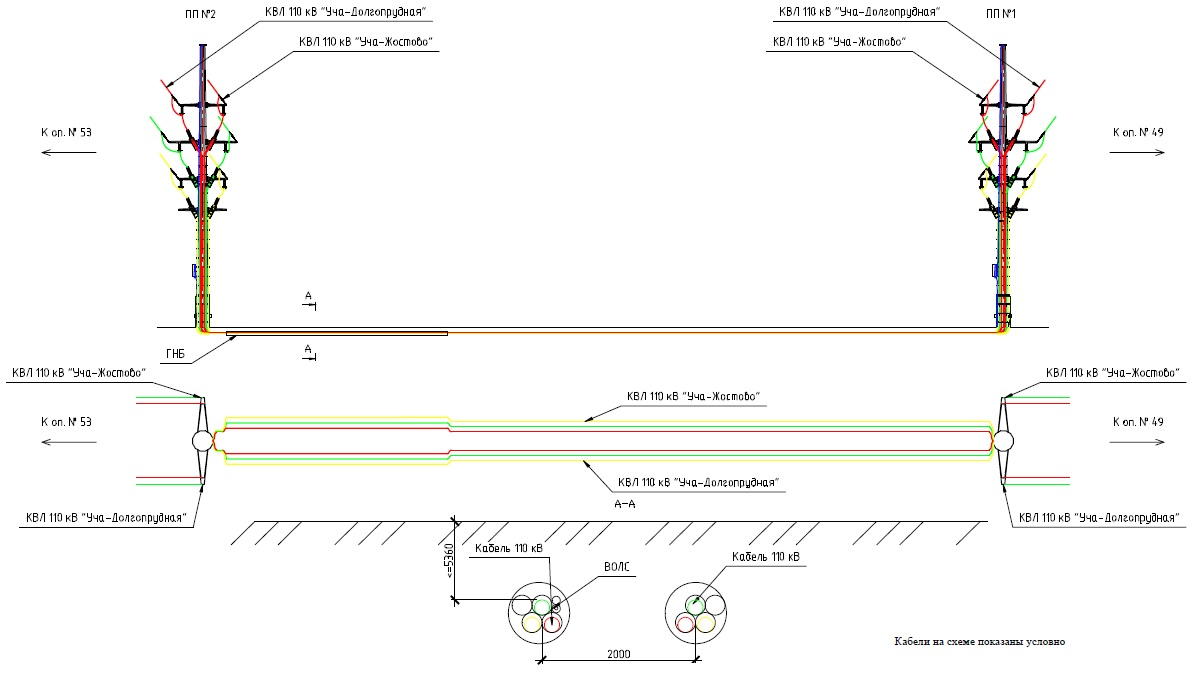 ПП №2
КВЛ 110 кВ "Уча-Долгопрудная"
КВЛ 110 кВ "Уча-Жостово"
КВЛ 110 кВ "Уча-Долгопрудная"
ПП №1
КВЛ 110 кВ "Уча-Жостово"
К оп. № 53
К оп. № 49
А
А
ГНБ
КВЛ 110 кВ "Уча-Жостово"
КВЛ 110 кВ "Уча-Жостово"
КВЛ 110 кВ "Уча-Жостово"
К оп. № 53
К оп. № 49
КВЛ 110 кВ "Уча-Долгопрудная"
А-А
КВЛ 110 кВ "Уча-Долгопрудная"
КВЛ 110 кВ "Уча-Долгопрудная"
<=5360
Кабель 110 кВ
ВОЛС
Кабель 110 кВ
2000
Кабели на схеме показаны условно